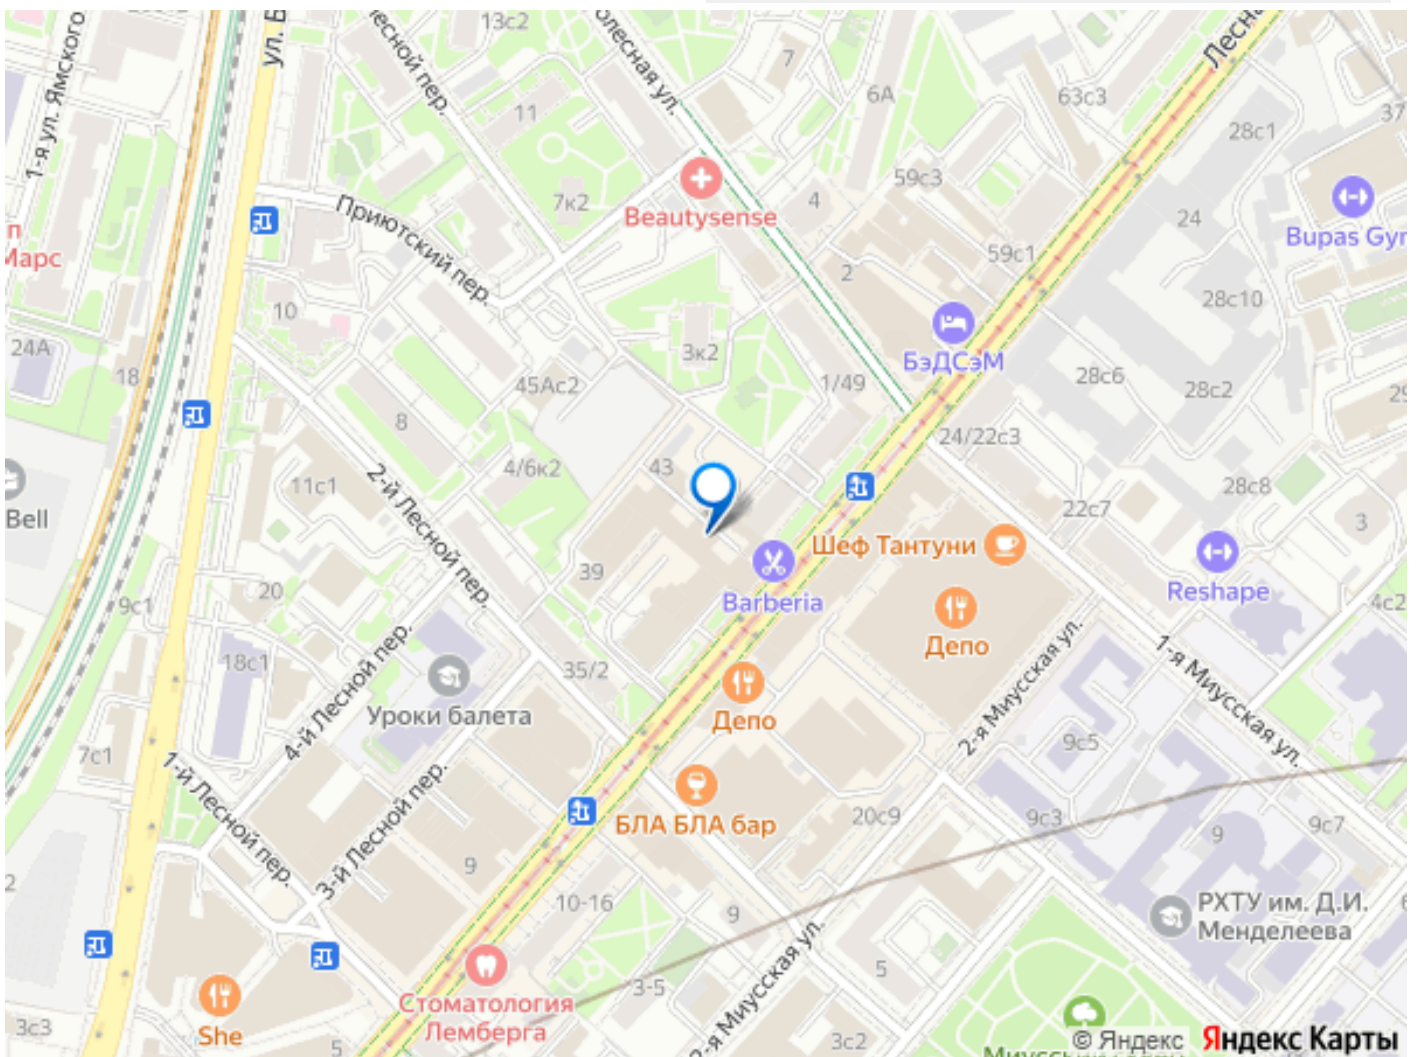 13с2
Лесной пер.
олесная ул.
7
Лесна
1-я ул. Ямского
ул. Б
11
6А
63с3
28с1
37
59с3
Beautysense
7к2
4
24
Bupas Gyr
Приютский пер.
п
Марс
59с1
2
28с10
10
БэДСэМ
24А
18
3к2
45Ас2
1/49
28с6
28с2
29
8
24/22с3
4/6к2
43
2-й Лесной пер.
11с1
28с8
22с7
3
Bell
Шеф Тантуни
39
Barberia
Reshape
20
9с1
Депо
4с2
1-я Миусская ул.
18с1
4-й Лесной пер.
35/2
Уроки балета
Депо
2-я Миусская ул.
7с1
9с5
1-й Лесной пер.
3-й Лесной пер.
БЛА БЛА бар
20с9
9с3
9
9с7
9
2
10-16
9
РХТУ им. Д.И.
Менделеева
6
5
3-5
Стоматология
Лемберга
2-я Миусская ул.
She
3с3
5
3с2
© Яндекс Яндекс Карты